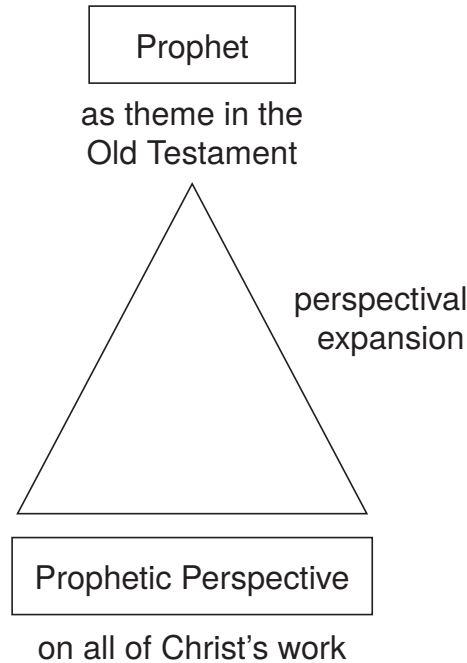 Prophet
as theme in the
Old Testament
perspectival
expansion
Prophetic Perspective
on all of Christ's work